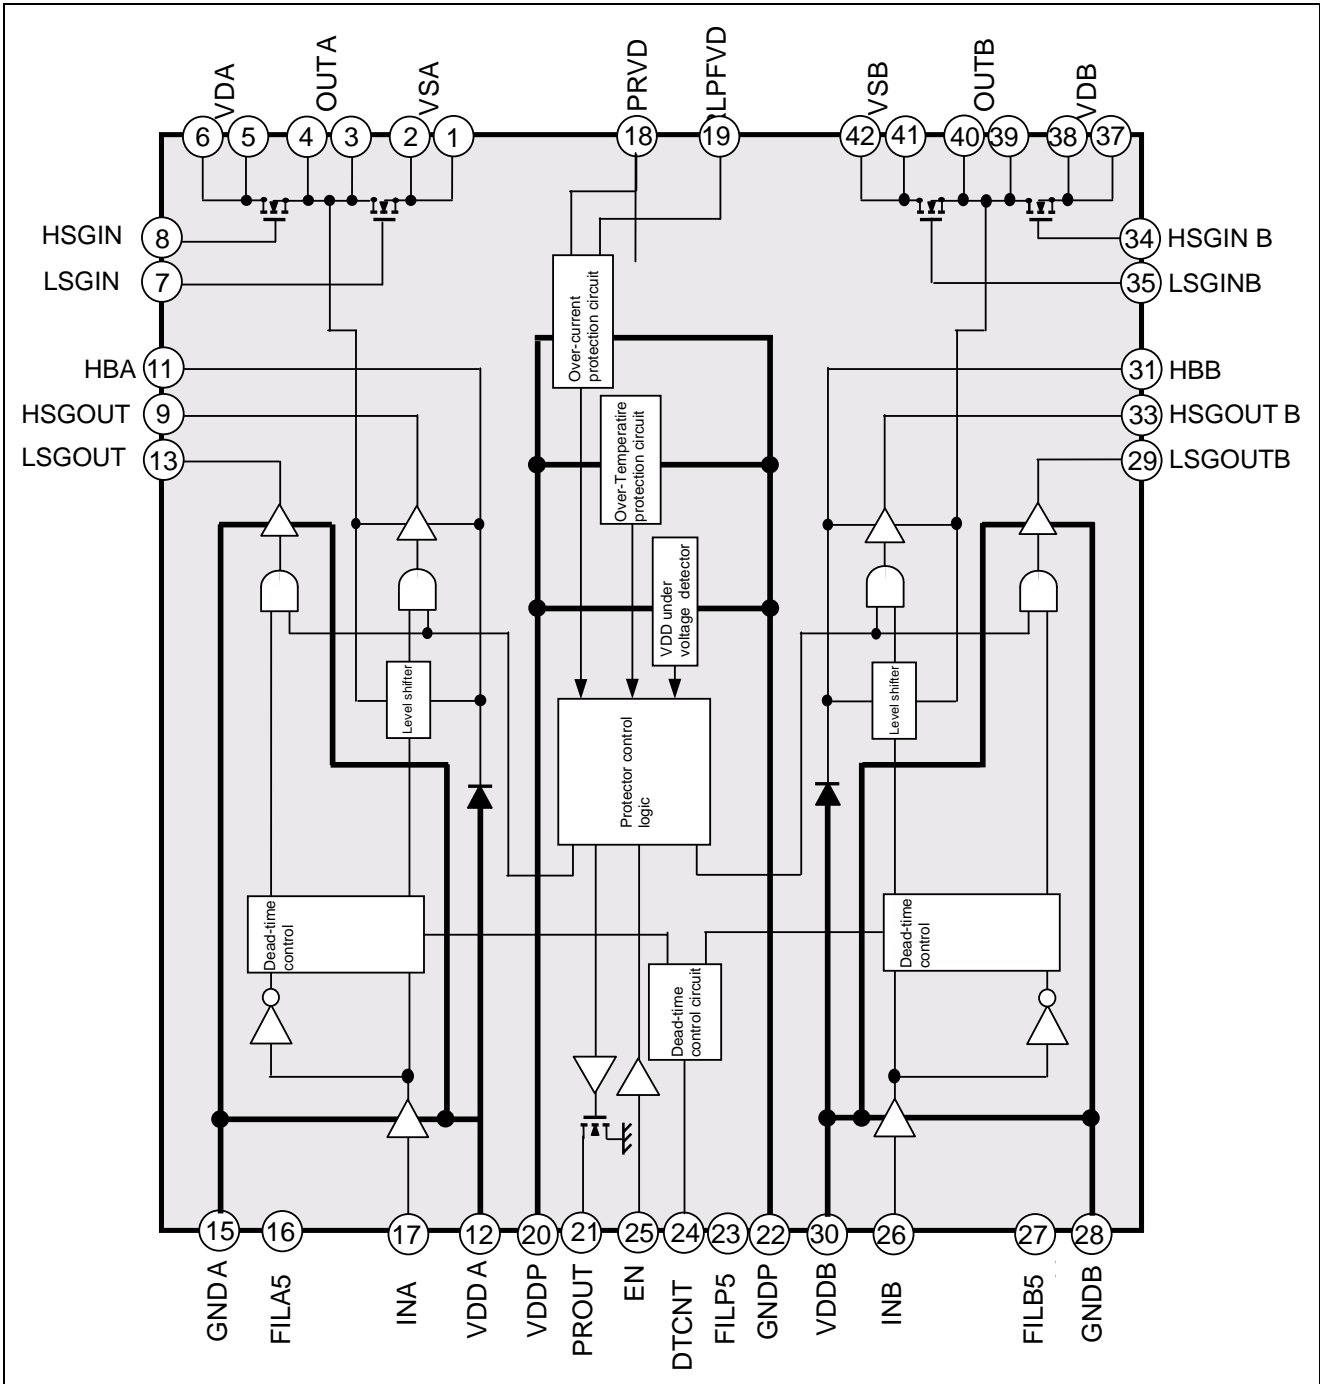 VDA
OUT A
VSA
PRVD
VSB
OUTB
VDB
6
5
4
3
2
1
18
19
42
41
40
39
38
37
HSGIN
8
34
HSGIN B
LSGIN
7
35
LSGINB
Over-current
protection circuit
HBA
11
31
HBB
HSGOUT
9
33
HSGOUT B
LSGOUT
13
29
LSGOUTB
Over-Temperatire
protection circuit
VDD under
voltage detector
Level shifter
Level shifter
Protector control
logic
Dead-time
control
Dead-time
control
Dead-time
control circuit
15
16
17
12
20
21
25
24
23
22
30
26
27
28
GND A
FILA5
INA
VDD A
VDDP
PROUT
EN
DTCNT
FILP5
GNDP
VDDB
INB
FILB5
GNDB